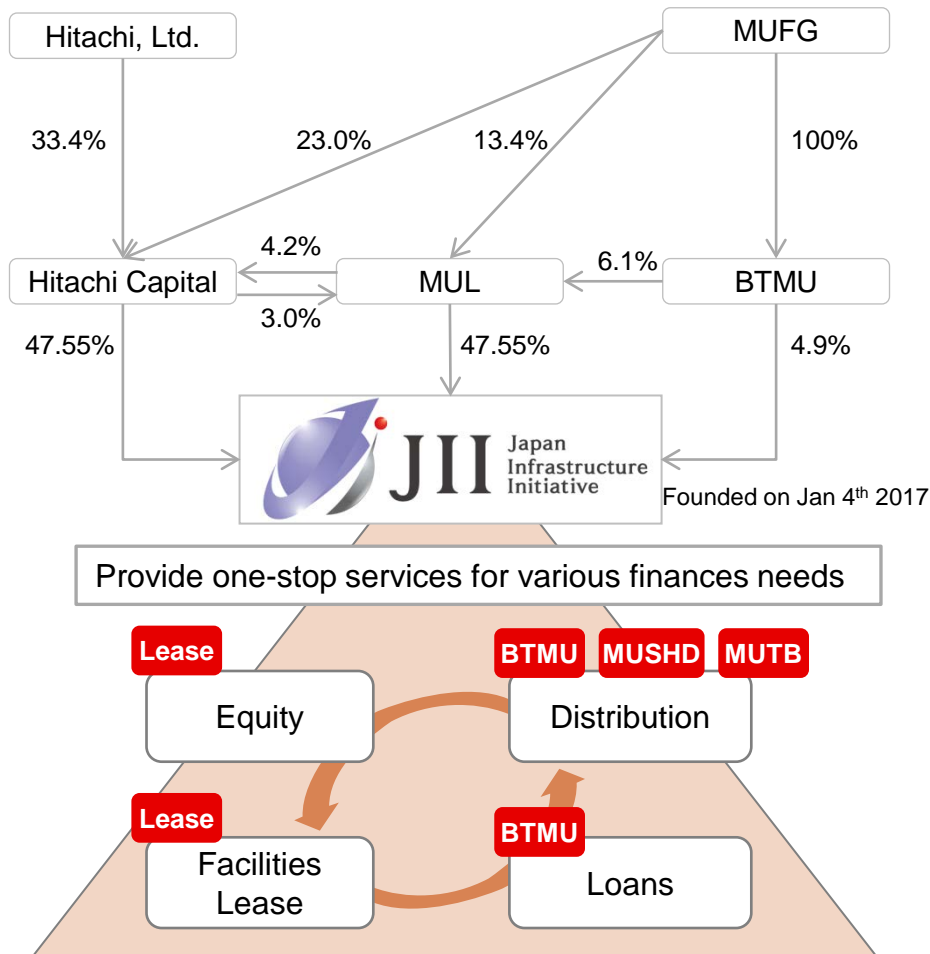 Hitachi, Ltd.
MUFG
33.4%
23.0%
13.4%
100%
4.2%
6.1%
Hitachi Capital
MUL
BTMU
3.0%
47.55%
47.55%
4.9%
JII
Japan
Infrastructure
Initiative
Founded on Jan 4th 2017
Provide one-stop services for various finances needs
Lease
BTMU
MUSHD
MUTB
Equity
Distribution
Lease
BTMU
Facilities
Lease
Loans